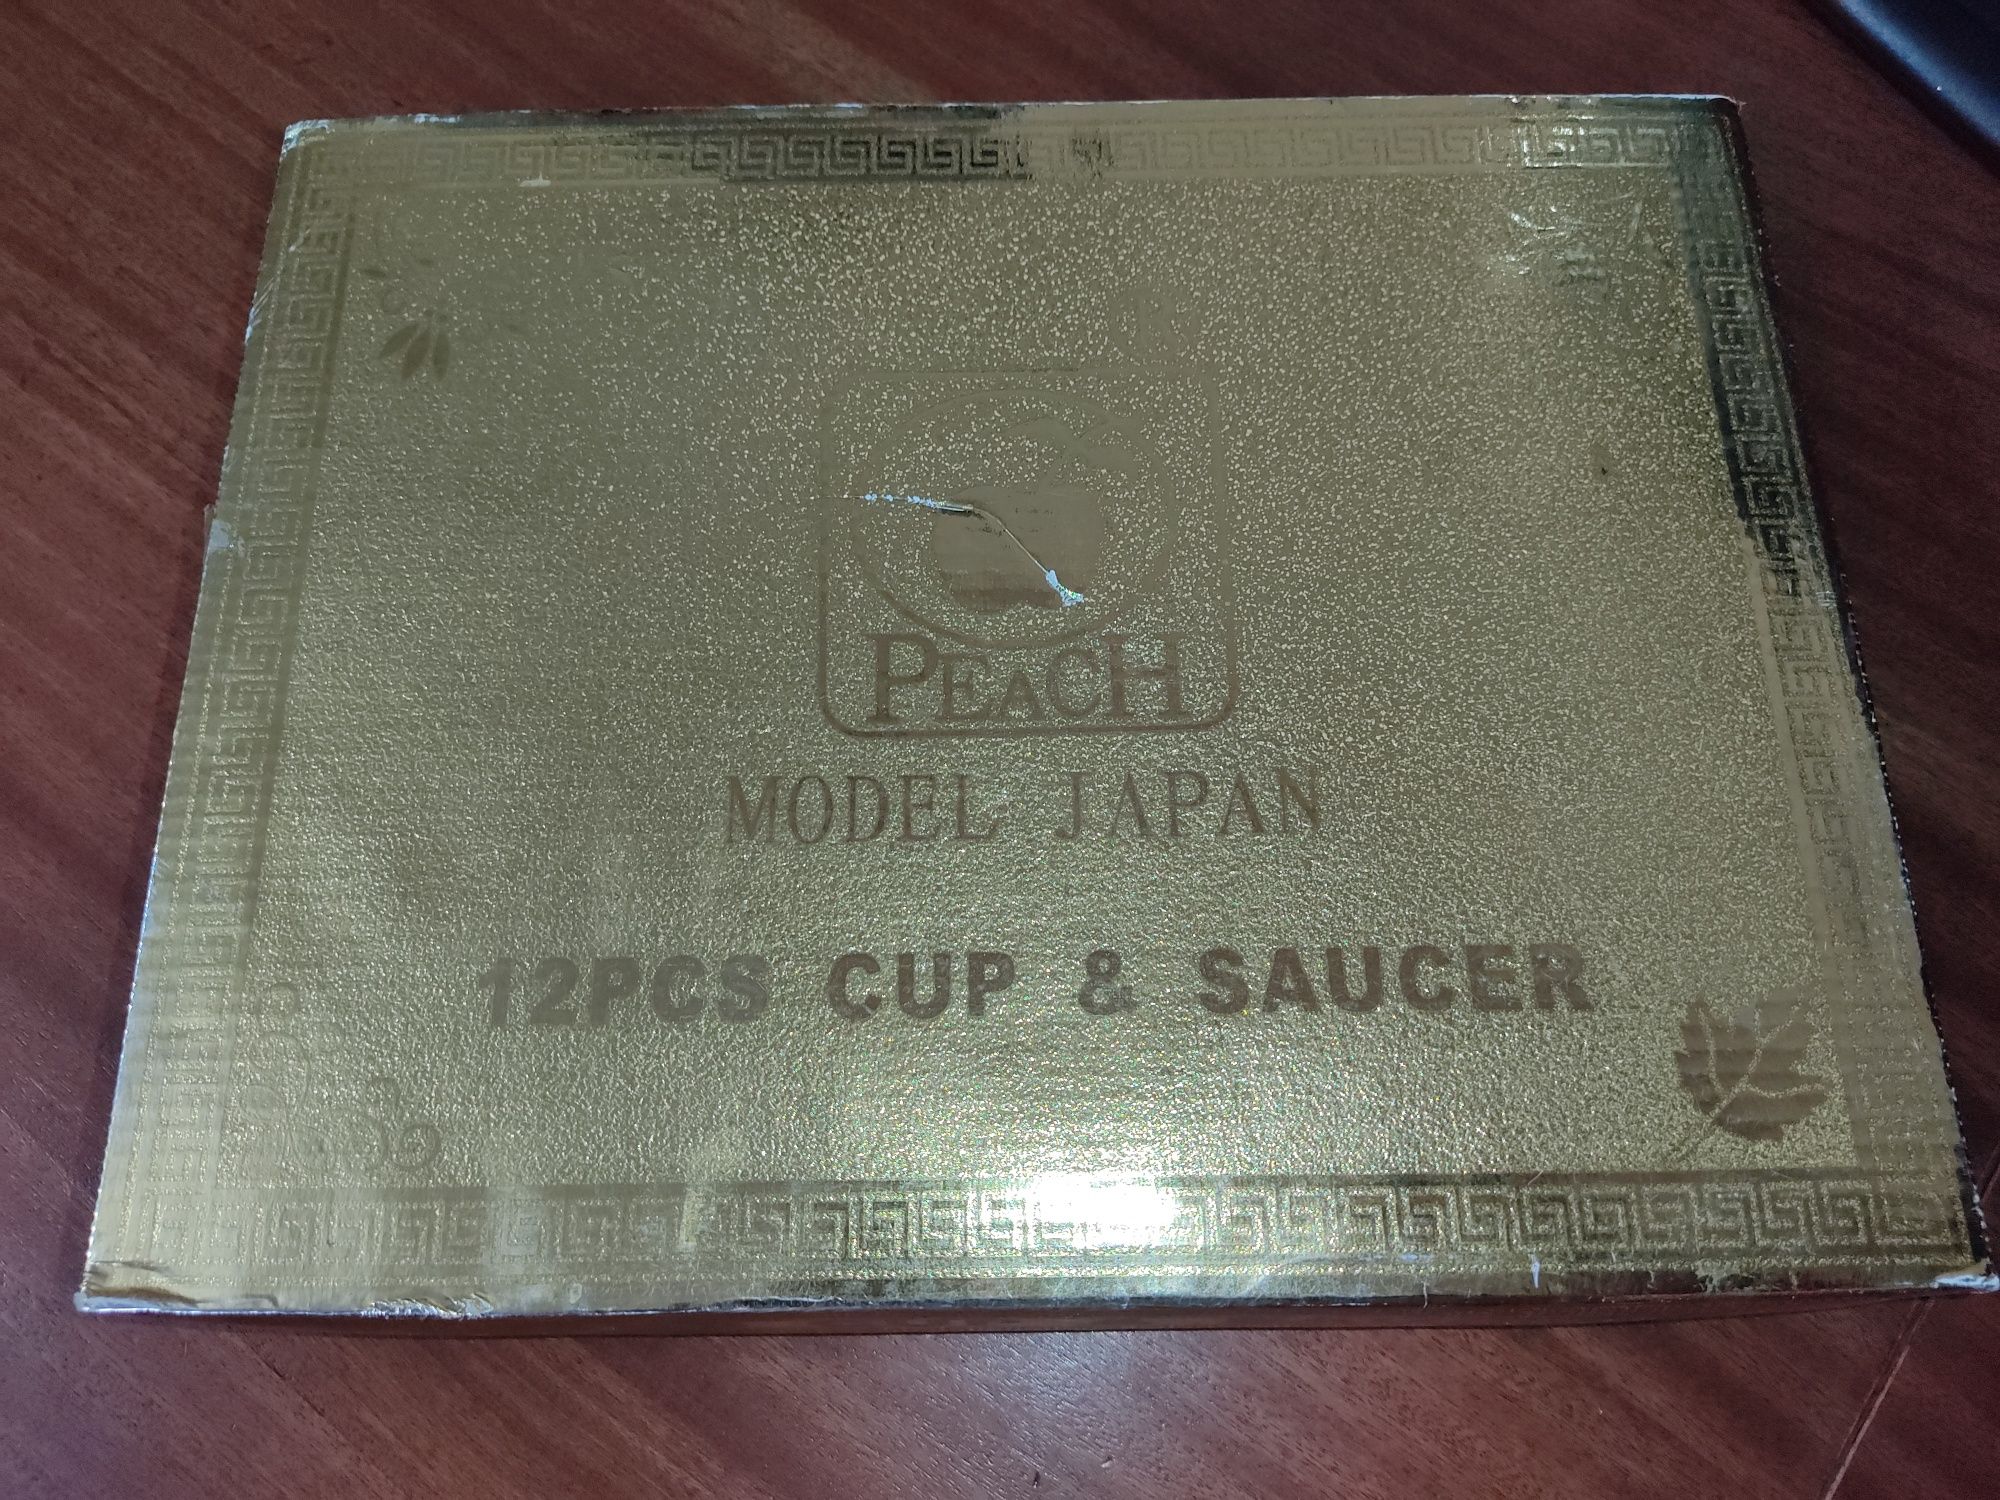 ®
PEACH
MODEL JAPAN
12PCS CUP & SAUCER